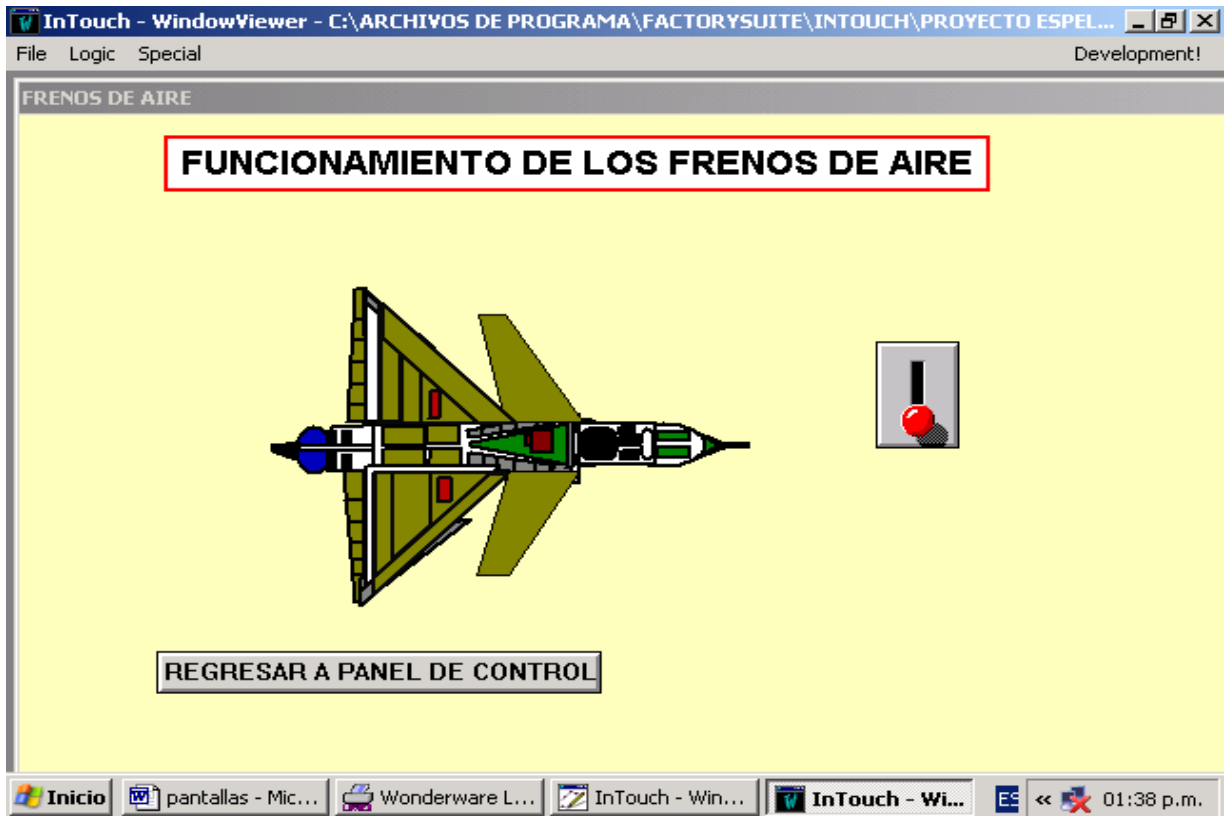 InTouch - WindowViewer - C:\ARCHIVOS DE PROGRAMA\FACTORYSUITE\INTOUCH\PROYECTO ESPEL...
File Logic Special Development!
FRENOS DE AIRE
FUNCIONAMIENTO DE LOS FRENOS DE AIRE
REGRESAR A PANEL DE CONTROL
Inicio pantallas - Mic... Wonderware L... InTouch - Win... InTouch - Wi... ES « 01:38 p.m.